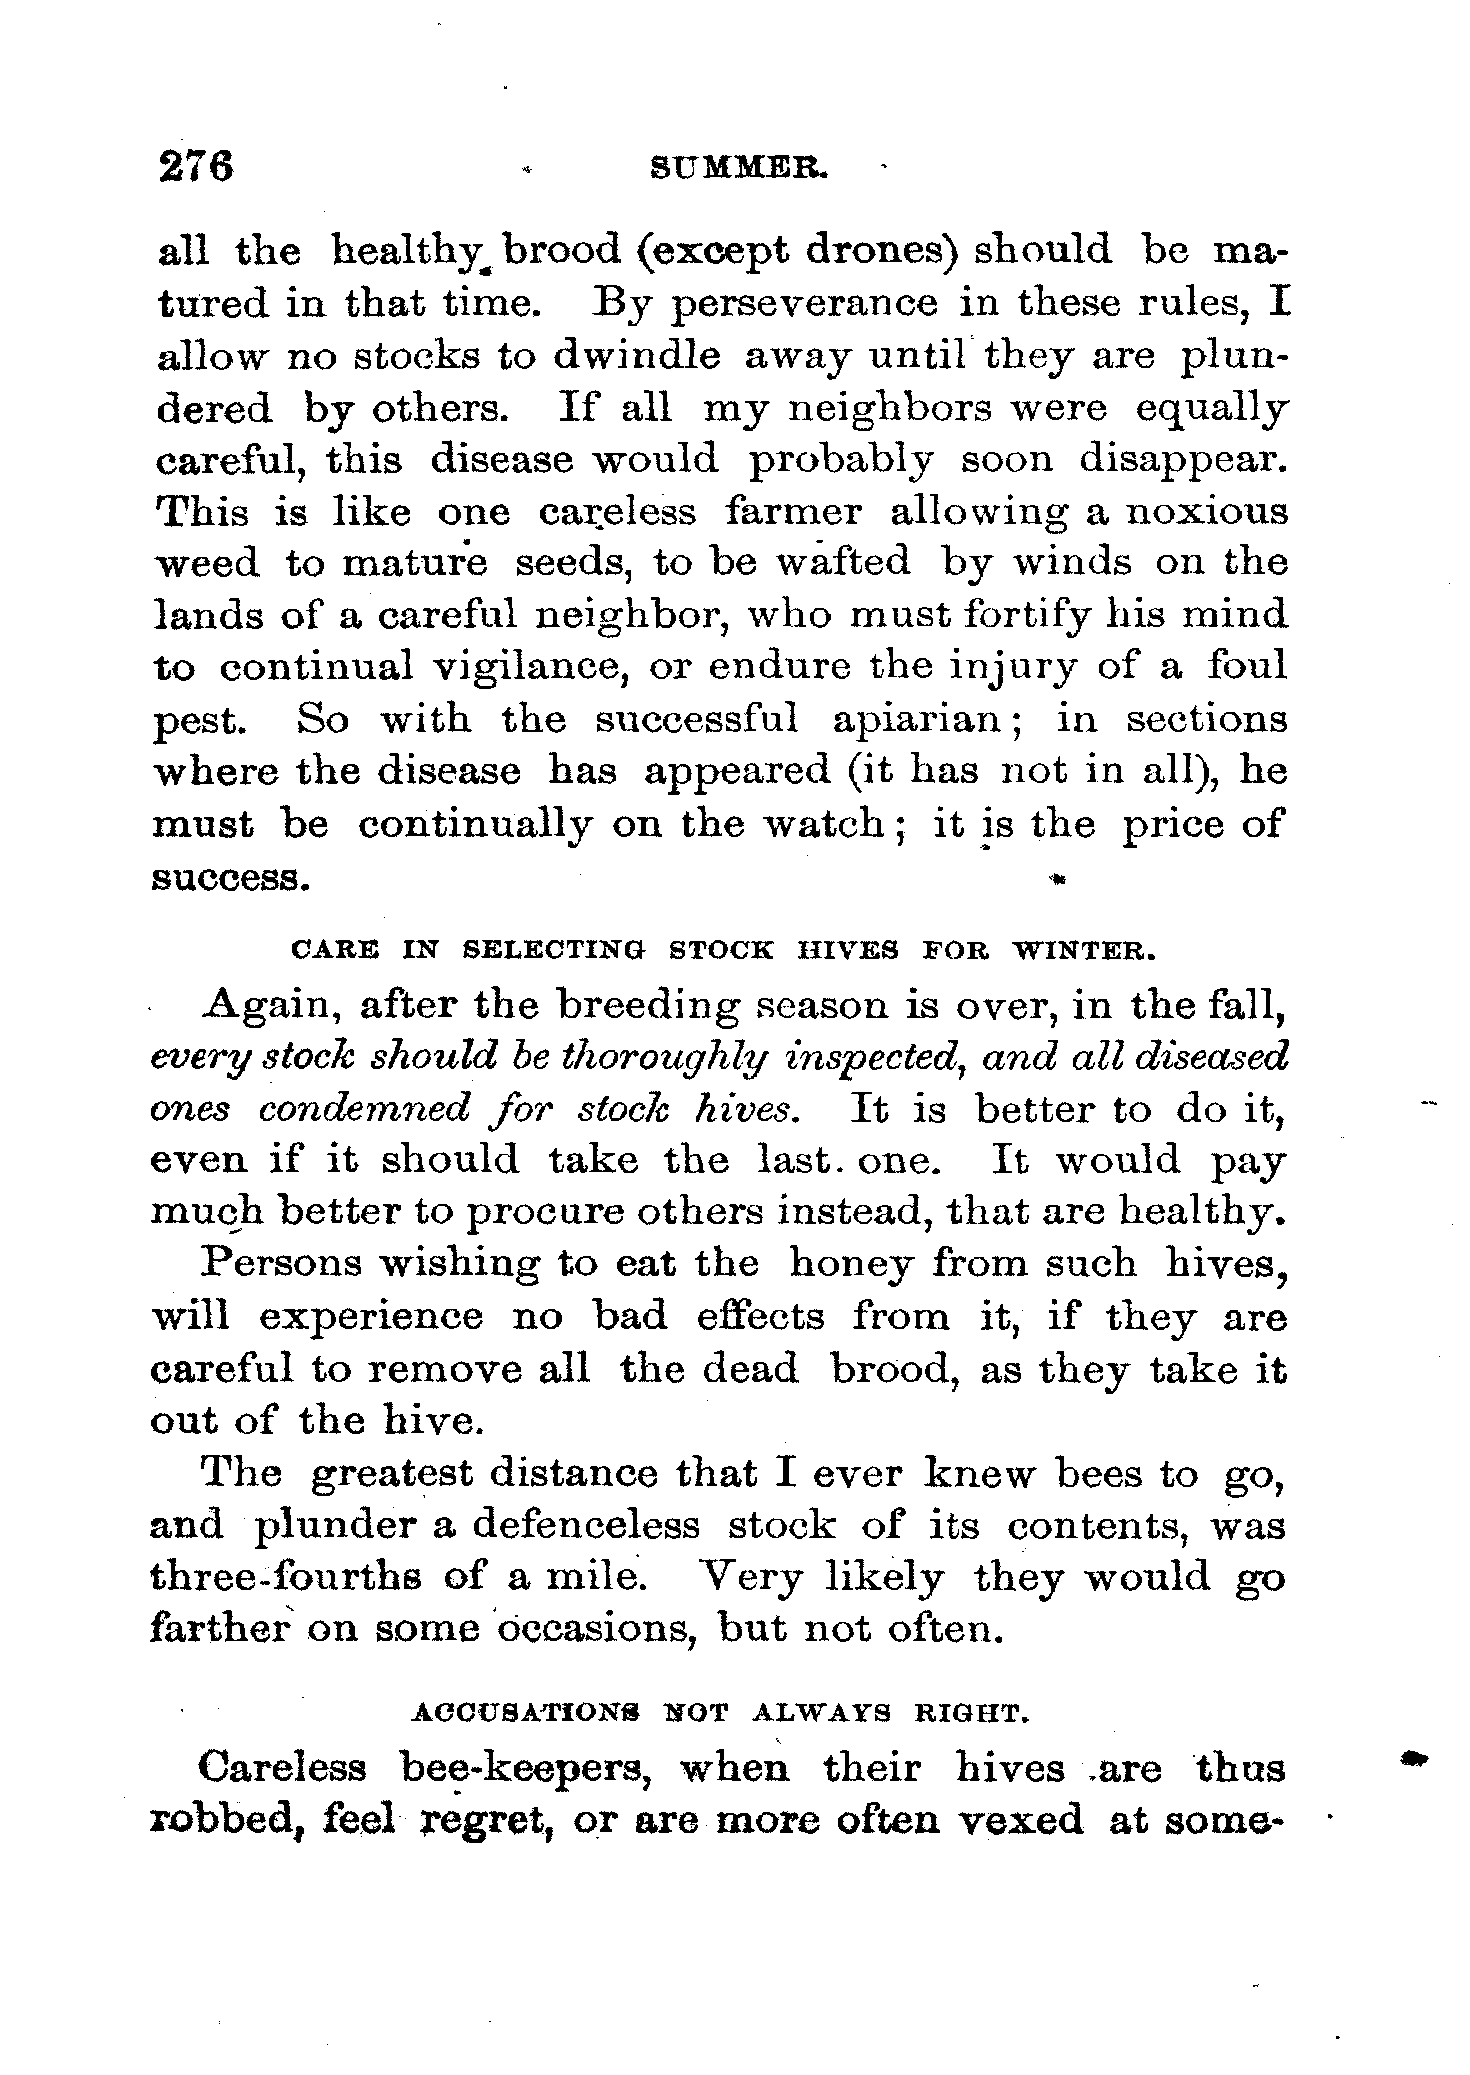 276 SUMMER.
all the healthy brood (except drones) should be ma-
tured in that time. By perseverance in these rules, I
allow no stocks to dwindle away until they are plun-
dered by others. If all my neighbors were equally
careful, this disease would probably soon disappear.
This is like one careless farmer allowing a noxious
weed to mature seeds, to be wafted by winds on the
lands of a careful neighbor, who must fortify his mind
to continual vigilance, or endure the injury of a foul
pest. So with the successful apiarian; in sections
where the disease has appeared (it has not in all), he
must be continually on the watch; it is the price of
success.
CARE IN SELECTING STOCK HIVES FOR WINTER.
Again, after the breeding season is over, in the fall,
every stock should be thoroughly inspected, and all diseased
ones condemned for stock hives. It is better to do it,
even if it should take the last one. It would pay
much better to procure others instead, that are healthy.
Persons wishing to eat the honey from such hives,
will experience no bad effects from it, if they are
careful to remove all the dead brood, as they take it
out of the hive.
The greatest distance that I ever knew bees to go,
and plunder a defenceless stock of its contents, was
three-fourths of a mile. Very likely they would go
farther on some occasions, but not often.
ACCUSATIONS NOT ALWAYS RIGHT.
Careless bee-keepers, when their hives are thus
robbed, feel regret, or are more often vexed at some-